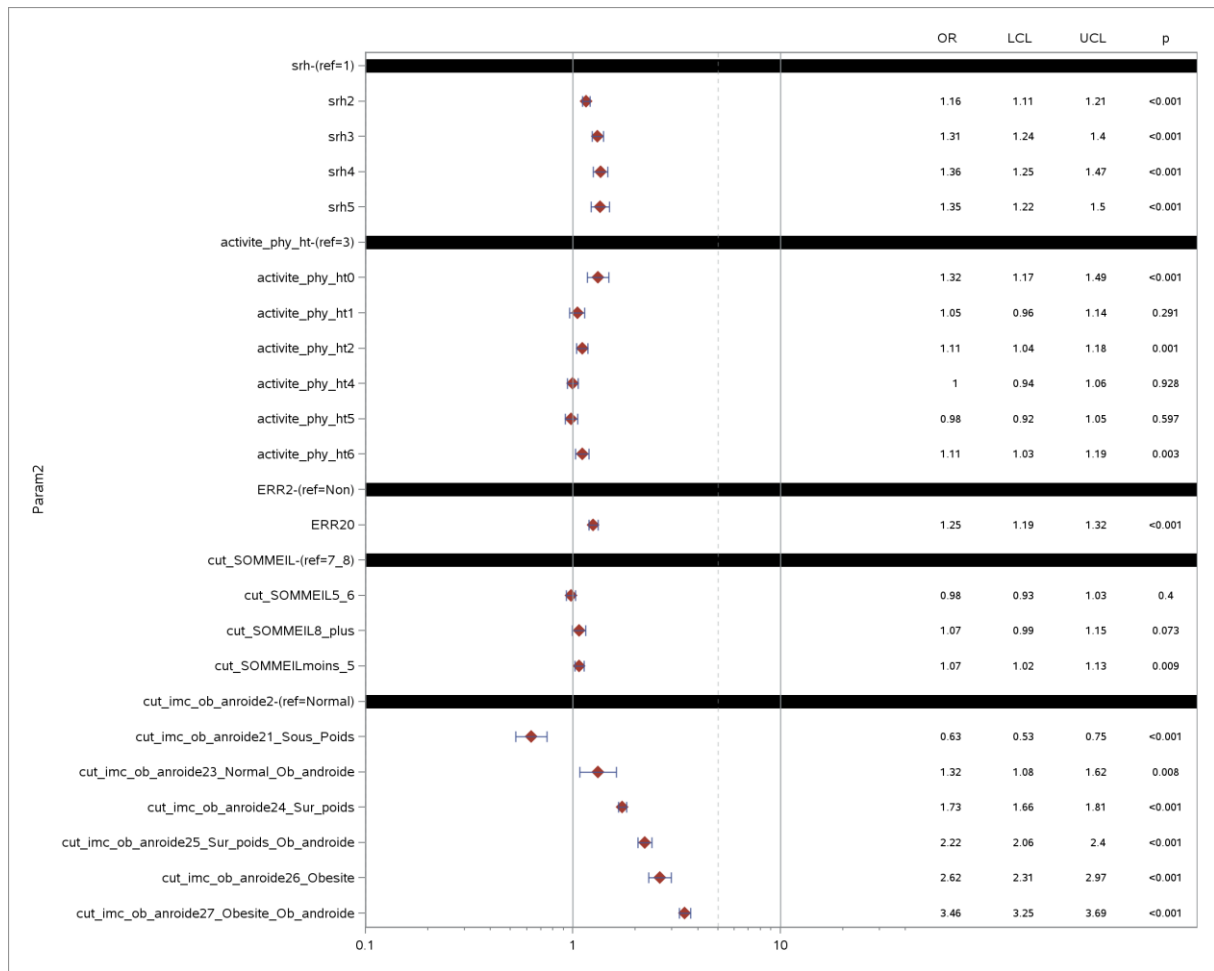 OR LCL UCL p
srh-(ref=1)
srh2 1.16 1.11 1.21 <0.001
srh3 1.31 1.24 1.4 <0.001
srh4 1.36 1.25 1.47 <0.001
srh5 1.35 1.22 1.5 <0.001
activite_phy_ht-(ref=3)
activite_phy_ht0 1.32 1.17 1.49 <0.001
activite_phy_ht1 1.05 0.96 1.14 0.291
activite_phy_ht2 1.11 1.04 1.18 0.001
activite_phy_ht4 1 0.94 1.06 0.928
activite_phy_ht5 0.98 0.92 1.05 0.597
activite_phy_ht6 1.11 1.03 1.19 0.003
Param2
ERR2-(ref=Non)
ERR20 1.25 1.19 1.32 <0.001
cut_SOMMEIL-(ref=7_8)
cut_SOMMEIL5_6 0.98 0.93 1.03 0.4
cut_SOMMEIL8_plus 1.07 0.99 1.15 0.073
cut_SOMMEILmoins_5 1.07 1.02 1.13 0.009
cut_imc_ob_anroide2-(ref=Normal)
cut_imc_ob_anroide21_Sous_Poids 0.63 0.53 0.75 <0.001
cut_imc_ob_anroide23_Normal_Ob_androide 1.32 1.08 1.62 0.008
cut_imc_ob_anroide24_Sur_poids 1.73 1.66 1.81 <0.001
cut_imc_ob_anroide25_Sur_poids_Ob_androide 2.22 2.06 2.4 <0.001
cut_imc_ob_anroide26_Obesite 2.62 2.31 2.97 <0.001
cut_imc_ob_anroide27_Obesite_Ob_androide 3.46 3.25 3.69 <0.001
0.1 1 10